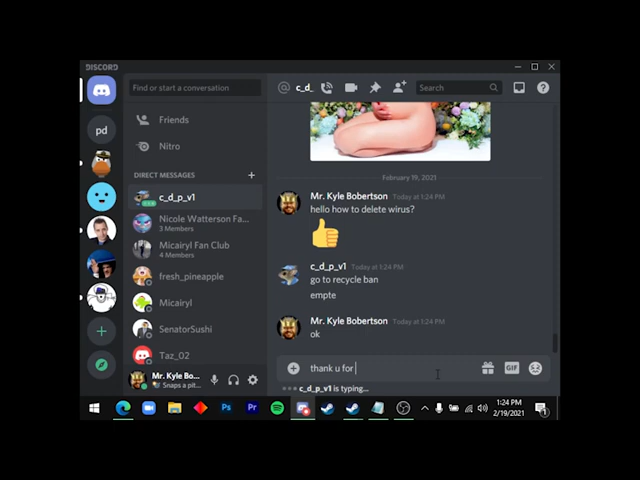 DISCORD
Find or start a conversation
c_d_
Search
pd
Friends
Nitro
DIRECT MESSAGES
c_d_p_v1
Nicole Watterson Fa...
3 Members
Micairyl Fan Club
4 Members
fresh_pineapple
Micairyl
SenatorSushi
Taz_02
Mr. Kyle Bo...
Snaps a pit...
February 19, 2021
Mr. Kyle Bobertson Today at 1:24 PM
hello how to delete wirus?
c_d_p_v1 Today at 1:24 PM
go to recycle ban
empte
Mr. Kyle Bobertson Today at 1:24 PM
ok
thank u for
GIF
c_d_p_v1 is typing...
Ps
Pr
1:24 PM
2/19/2021
1